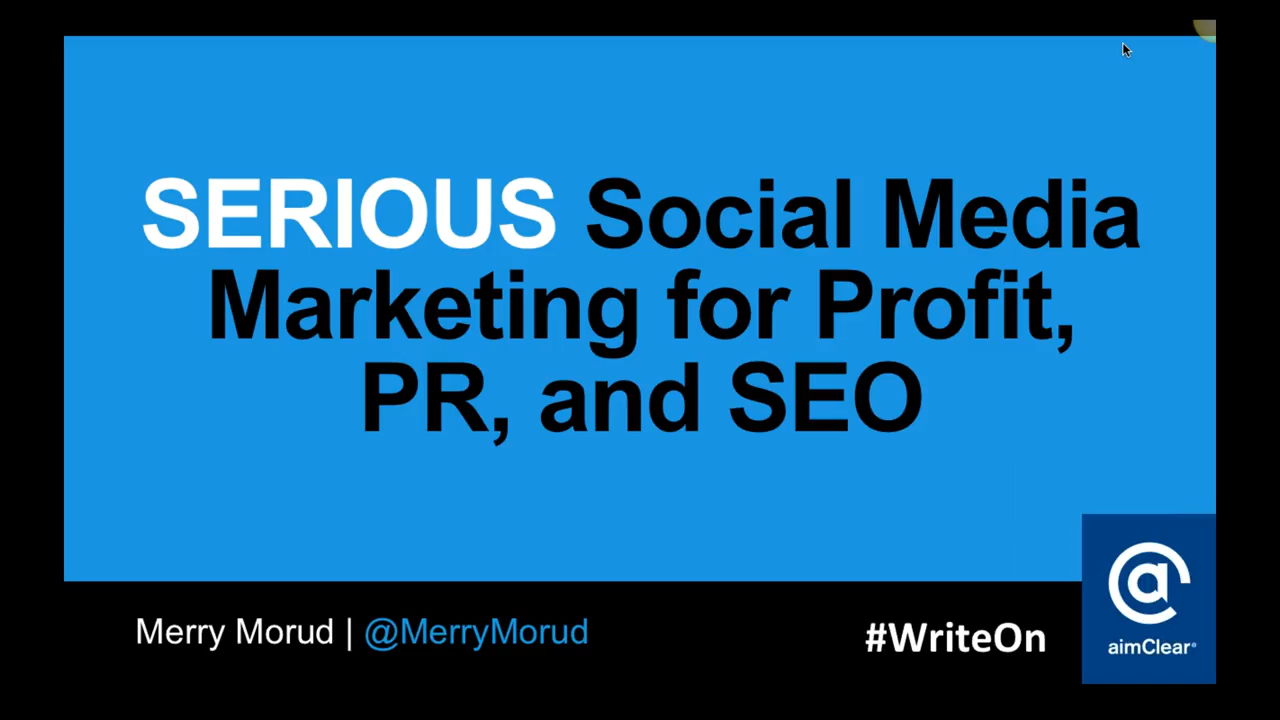 SERIOUS Social Media
Marketing for Profit,
PR, and SEO
Merry Morud | @MerryMorud
#WriteOn
@
aimClear®